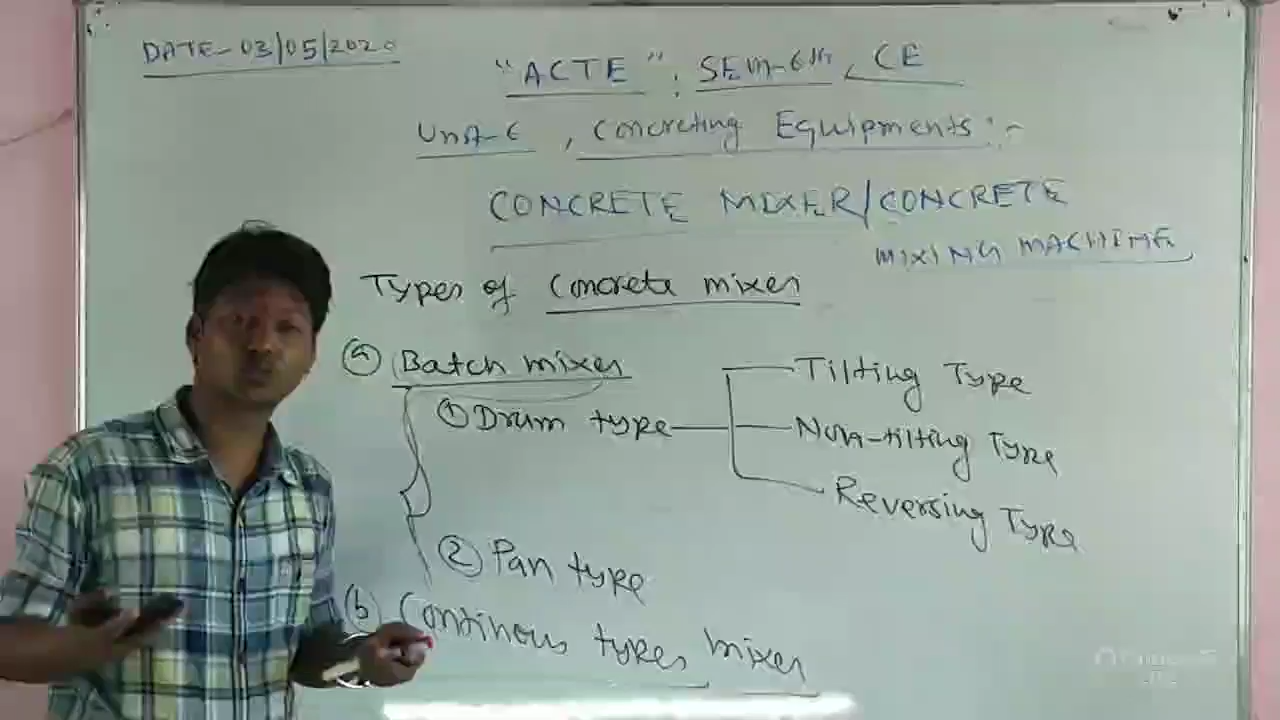 DATE-03/05/2020
"ACTE", SEM-6th, CE
Unit-6, Concreting Equipments:-
CONCRETE MIXER/CONCRETE
MIXING MACHINE
Types of Concrete mixer
(a) Batch mixer
(1) Drum type
Tilting Type
Non-tilting Type
Reversing Type
(2) Pan type
(b) Continous types mixer